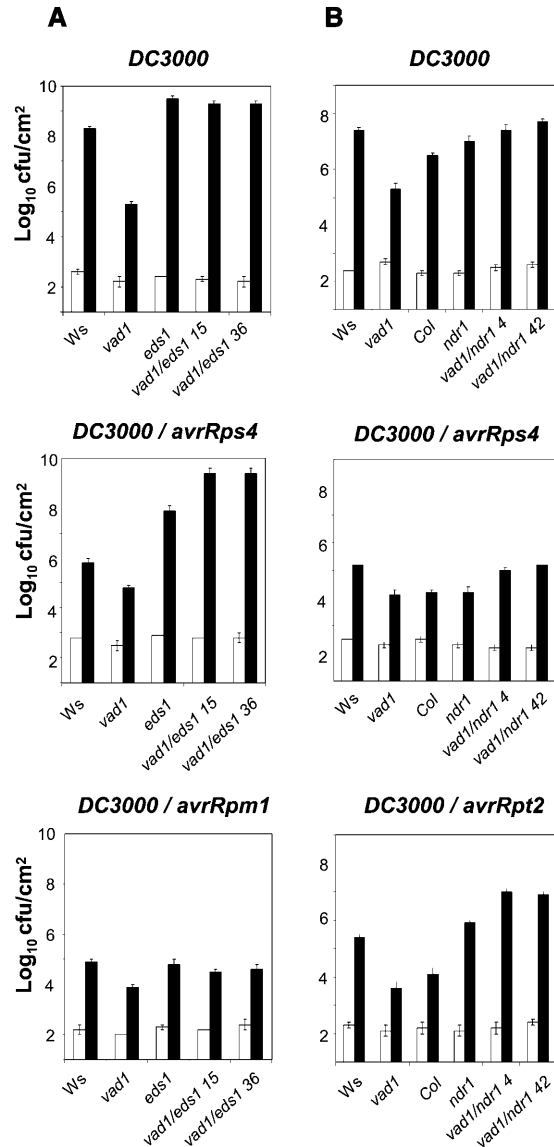 A
DC3000
Log10 cfu/cm2
10
8
6
4
2
Ws
vad1
eds1
vad1/eds1 15
vad1/eds1 36
DC3000 / avrRps4
Log10 cfu/cm2
10
8
6
4
2
Ws
vad1
eds1
vad1/eds1 15
vad1/eds1 36
DC3000 / avrRpm1
Log10 cfu/cm2
10
8
6
4
2
Ws
vad1
eds1
vad1/eds1 15
vad1/eds1 36
B
DC3000
8
6
4
2
Ws
vad1
Col
ndr1
vad1/ndr1 4
vad1/ndr1 42
DC3000 / avrRps4
8
6
4
2
Ws
vad1
Col
ndr1
vad1/ndr1 4
vad1/ndr1 42
DC3000 / avrRpt2
8
6
4
2
Ws
vad1
Col
ndr1
vad1/ndr1 4
vad1/ndr1 42